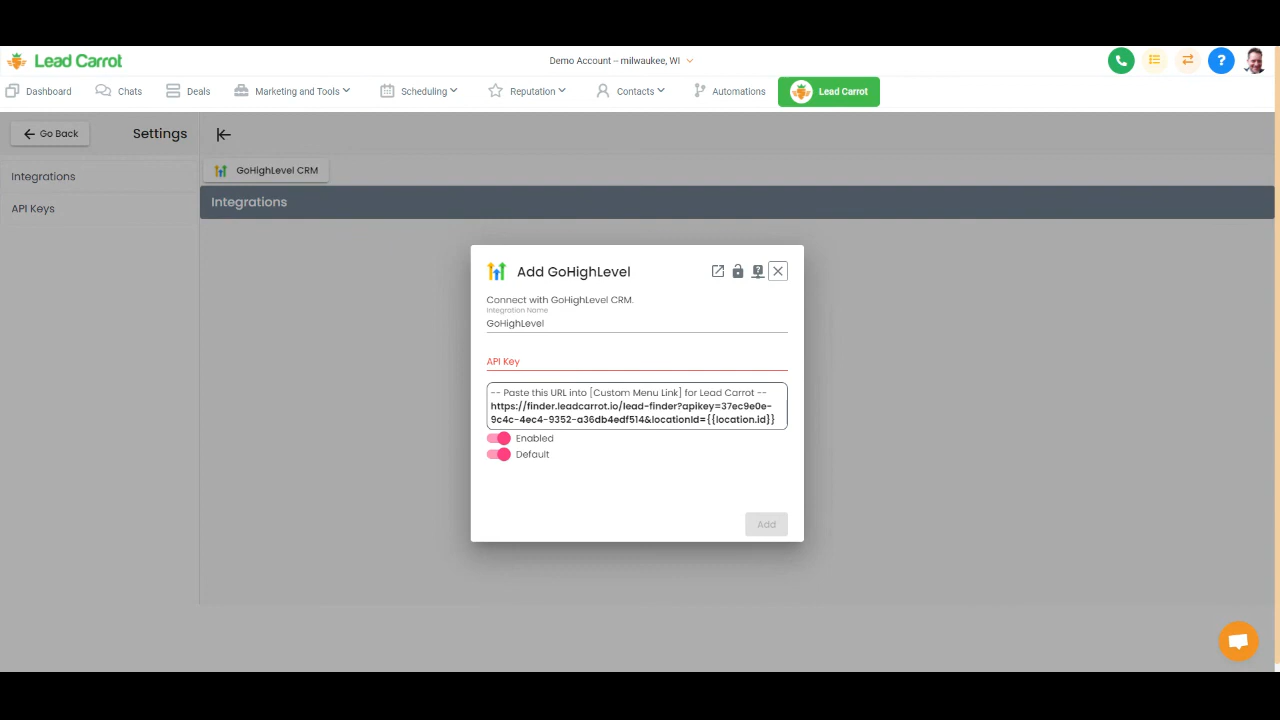 Lead Carrot
Demo Account – milwaukee, WI
?
Dashboard
Chats
Deals
Marketing and Tools
Scheduling
Reputation
Contacts
Automations
Lead Carrot
Go Back
Settings
Integrations
API Keys
GoHighLevel CRM
Integrations
Add GoHighLevel
Connect with GoHighLevel CRM.
Integration Name
GoHighLevel
API Key
-- Paste this URL into [Custom Menu Link] for Lead Carrot --
https://finder.leadcarrot.io/lead-finder?apikey=37ec9e0e-
9c4c-4ec4-9352-a36db4edf514&locationId={{location.id}}
Enabled
Default
Add